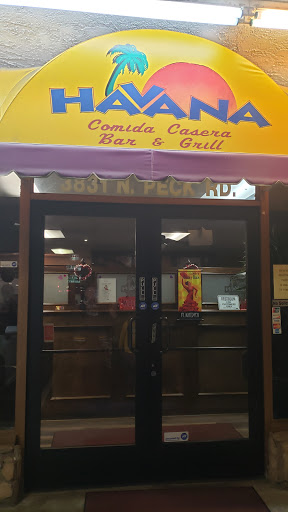 HAVANA
Comida Casera
Bar & Grill
3831 N. PECK RD.